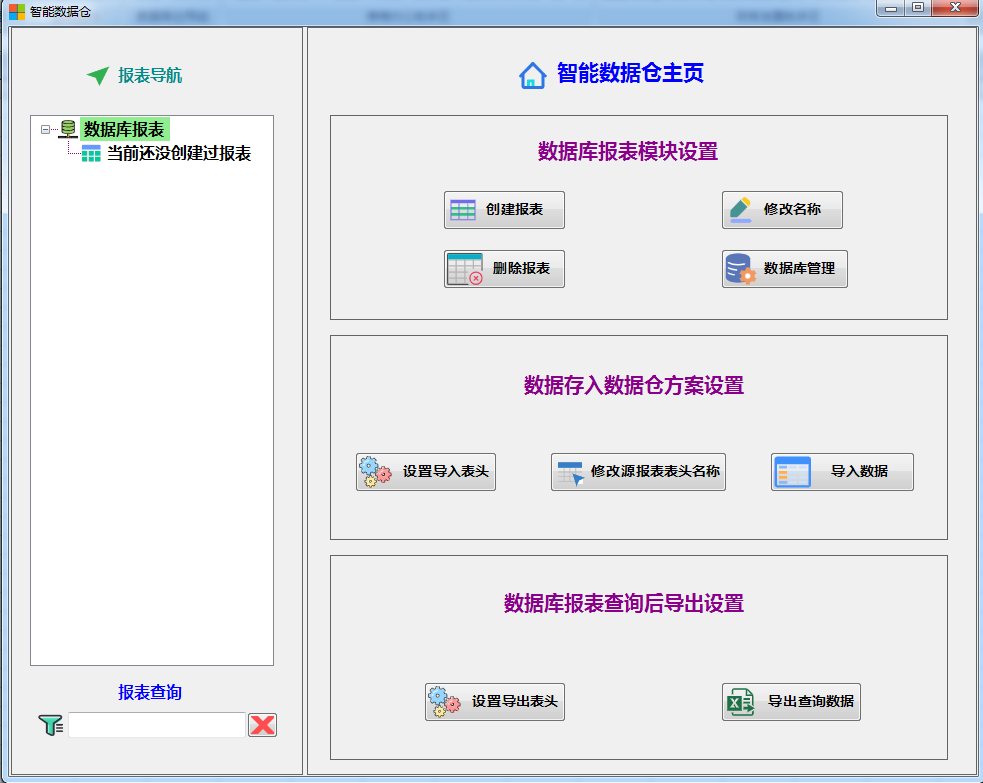 智能数据仓
报表导航
数据库报表
当前还没创建过报表
报表查询
智能数据仓主页
数据库报表模块设置
创建报表
修改名称
删除报表
数据库管理
数据存入数据仓方案设置
设置导入表头
修改源报表表头名称
导入数据
数据库报表查询后导出设置
设置导出表头
导出查询数据